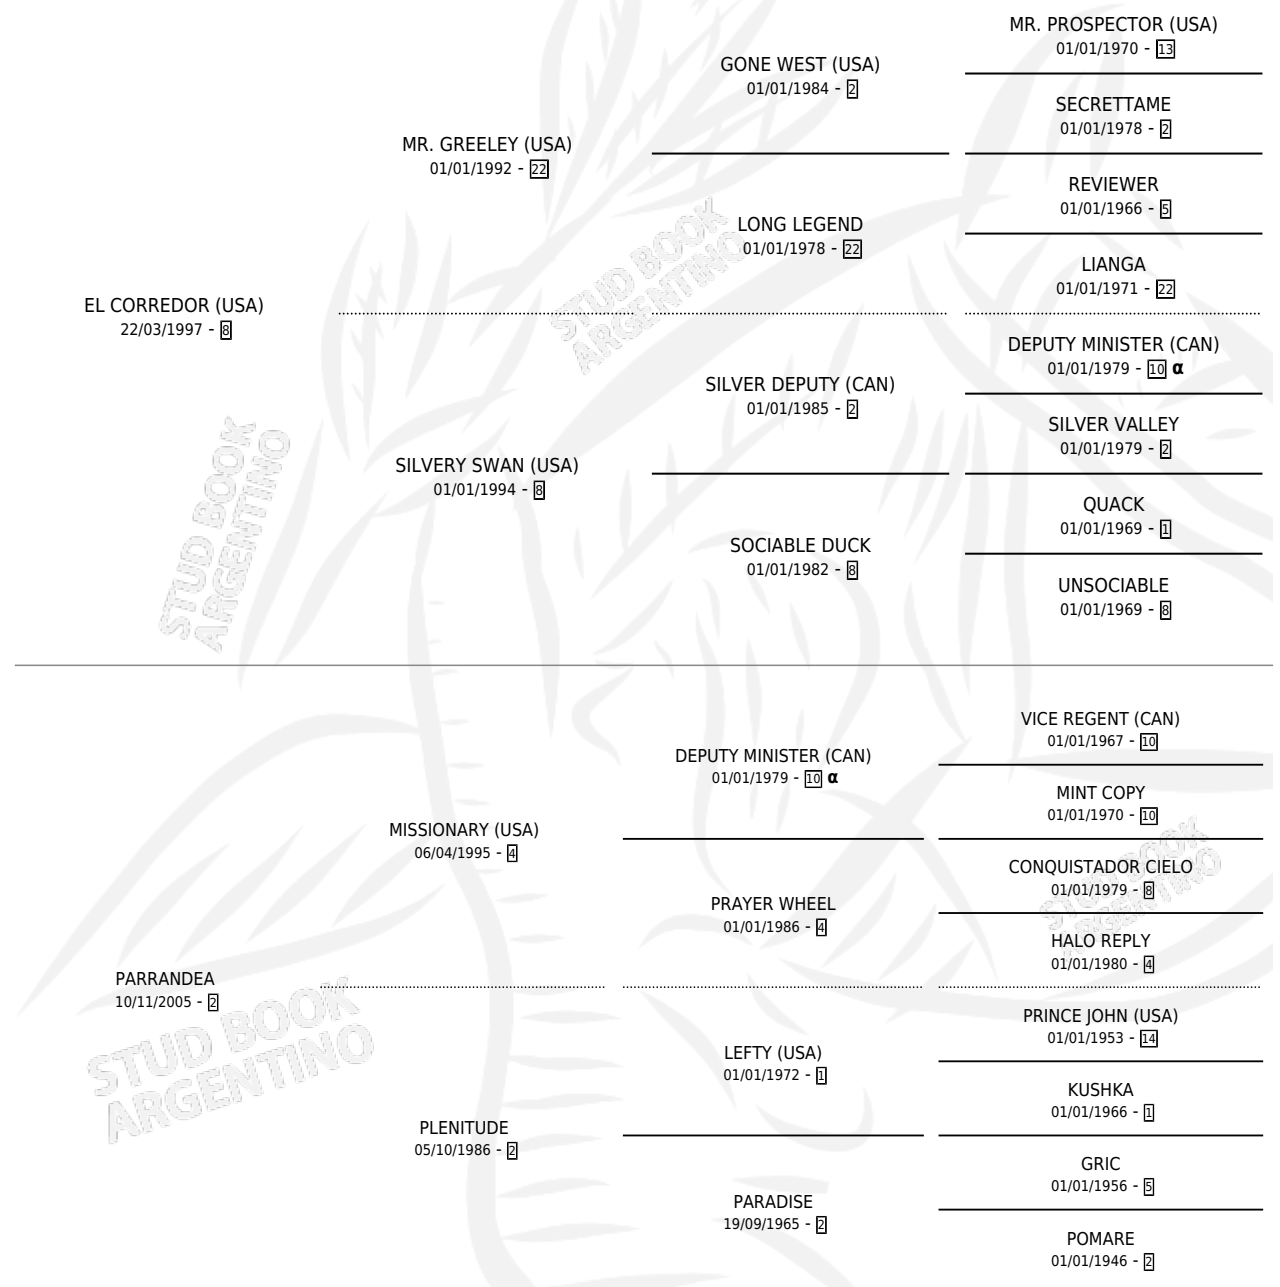 MR. PROSPECTOR (USA)
01/01/1970 - 13
GONE WEST (USA)
01/01/1984 - 2
SECRETTAME
01/01/1978 - 2
MR. GREELEY (USA)
01/01/1992 - 22
REVIEWER
01/01/1966 - 5
LONG LEGEND
01/01/1978 - 22
LIANGA
01/01/1971 - 22
EL CORREDOR (USA)
22/03/1997 - 8
STUD BOOK
ARGENTINO
DEPUTY MINISTER (CAN)
01/01/1979 - 10 α
SILVER DEPUTY (CAN)
01/01/1985 - 2
SILVER VALLEY
01/01/1979 - 2
SILVERY SWAN (USA)
01/01/1994 - 8
QUACK
01/01/1969 - 1
SOCIABLE DUCK
01/01/1982 - 8
UNSOCIABLE
01/01/1969 - 8
STUD BOOK
ARGENTINO
VICE REGENT (CAN)
01/01/1967 - 10
DEPUTY MINISTER (CAN)
01/01/1979 - 10 α
MINT COPY
01/01/1970 - 10
MISSIONARY (USA)
06/04/1995 - 4
CONQUISTADOR CIELO
01/01/1979 - 8
PRAYER WHEEL
01/01/1986 - 4
HALO REPLY
01/01/1980 - 4
STUD BOOK
ARGENTINO
PARRANDEA
10/11/2005 - 2
PRINCE JOHN (USA)
01/01/1953 - 14
LEFTY (USA)
01/01/1972 - 1
KUSHKA
01/01/1966 - 1
STUD BOOK
ARGENTINO
PLENITUDE
05/10/1986 - 2
GRIC
01/01/1956 - 5
PARADISE
19/09/1965 - 2
POMARE
01/01/1946 - 2